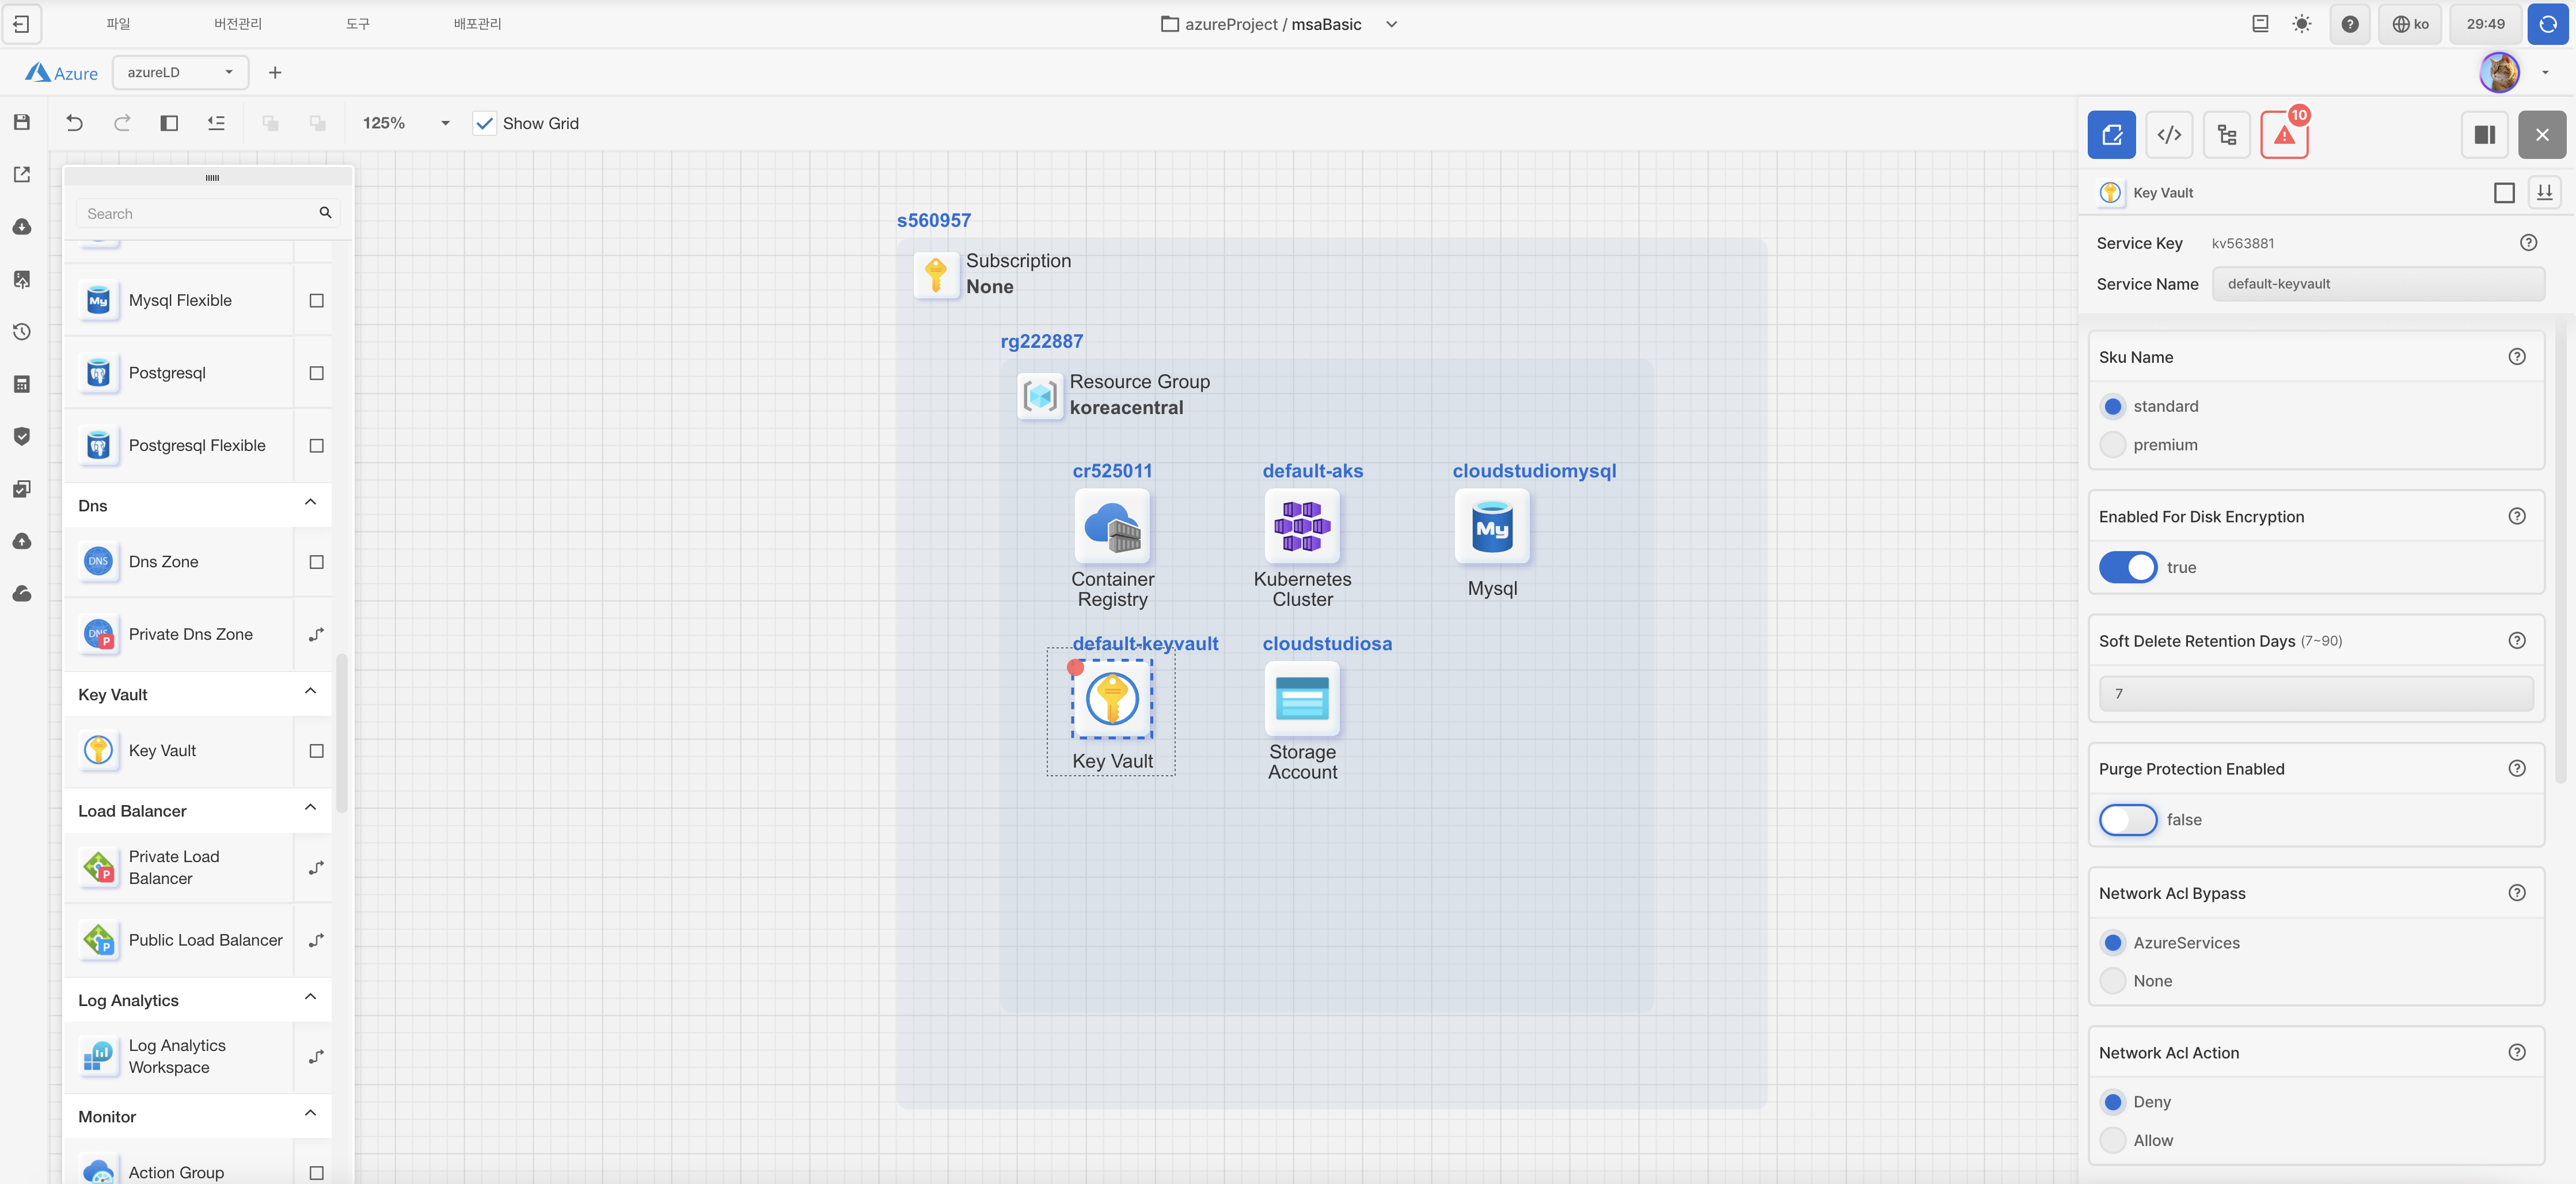 파일
버전관리
도구
배포관리
azureProject / msaBasic
ko
29:49
Azure
azureLD
125%
Show Grid
10
Search
Mysql Flexible
Postgresql
Postgresql Flexible
Dns
Dns Zone
Private Dns Zone
Key Vault
Key Vault
Load Balancer
Private Load
Balancer
Public Load Balancer
Log Analytics
Log Analytics
Workspace
Monitor
Action Group
s560957
Subscription
None
rg222887
Resource Group
koreacentral
cr525011
Container
Registry
default-aks
Kubernetes
Cluster
cloudstudiomysql
My
Mysql
default-keyvault
Key Vault
cloudstudiosa
Storage
Account
Key Vault
Service Key
kv563881
Service Name
default-keyvault
Sku Name
standard
premium
Enabled For Disk Encryption
true
Soft Delete Retention Days (7~90)
7
Purge Protection Enabled
false
Network Acl Bypass
AzureServices
None
Network Acl Action
Deny
Allow